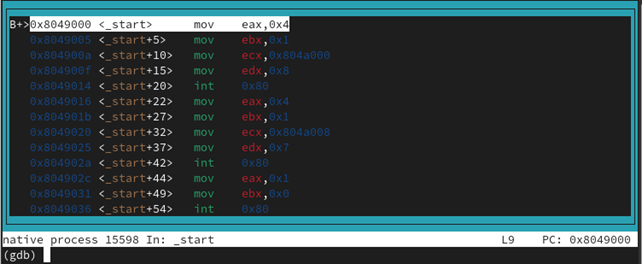 B+>0x8049000 <_start>      mov    eax,0x4
0x8049005 <_start+5>    mov    ebx,0x1
0x804900a <_start+10>   mov    ecx,0x804a000
0x804900f <_start+15>   mov    edx,0x8
0x8049014 <_start+20>   int    0x80
0x8049016 <_start+22>   mov    eax,0x4
0x804901b <_start+27>   mov    ebx,0x1
0x8049020 <_start+32>   mov    ecx,0x804a008
0x8049025 <_start+37>   mov    edx,0x7
0x804902a <_start+42>   int    0x80
0x804902c <_start+44>   mov    eax,0x1
0x8049031 <_start+49>   mov    ebx,0x0
0x8049036 <_start+54>   int    0x80
native process 15598 In: _start L9 PC: 0x8049000
(gdb)